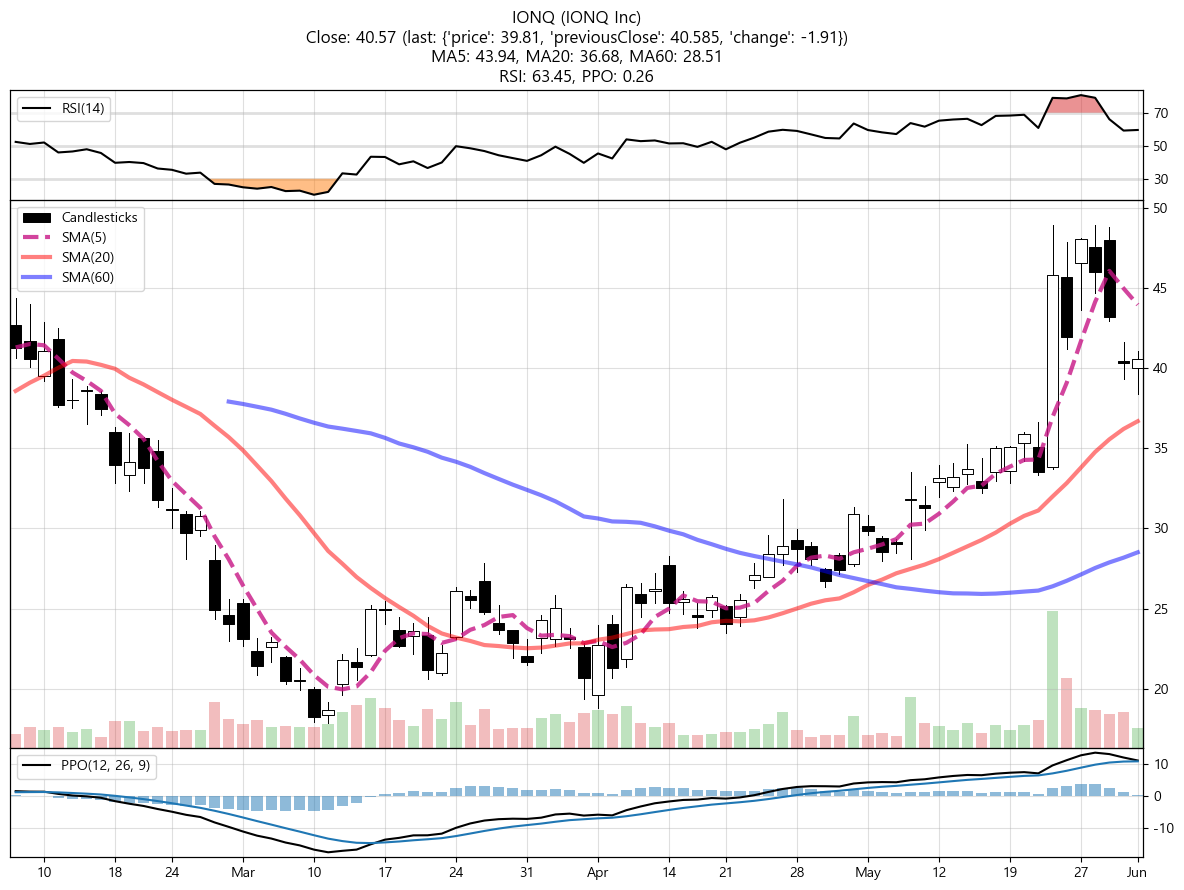 IONQ (IONQ Inc)
Close: 40.57 (last: {'price': 39.81, 'previousClose': 40.585, 'change': -1.91})
MA5: 43.94, MA20: 36.68, MA60: 28.51
RSI: 63.45, PPO: 0.26
RSI(14)
70
50
30
Candlesticks
SMA(5)
SMA(20)
SMA(60)
50
45
40
35
30
25
20
PPO(12, 26, 9)
10
0
-10
10 18 24 Mar 10 17 24 31 Apr 14 21 28 May 12 19 27 Jun